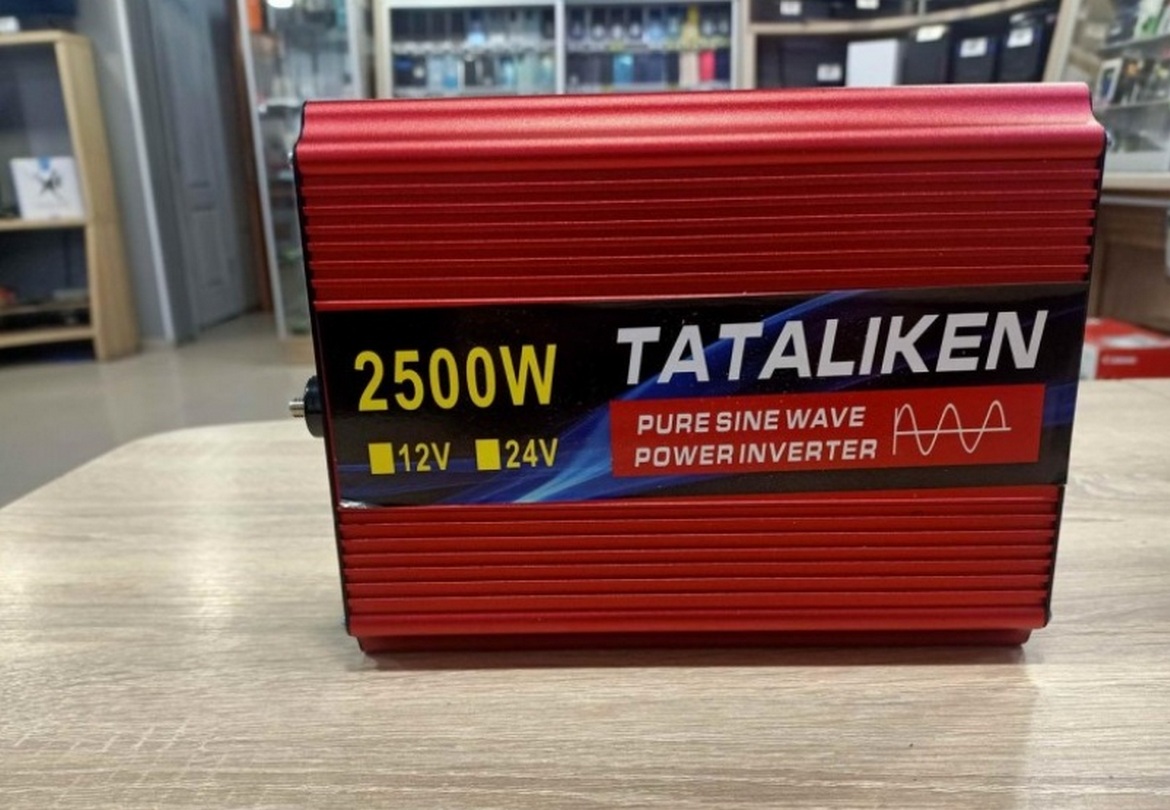 2500W
12V 24V
TATALIKEN
PURE SINE WAVE
POWER INVERTER